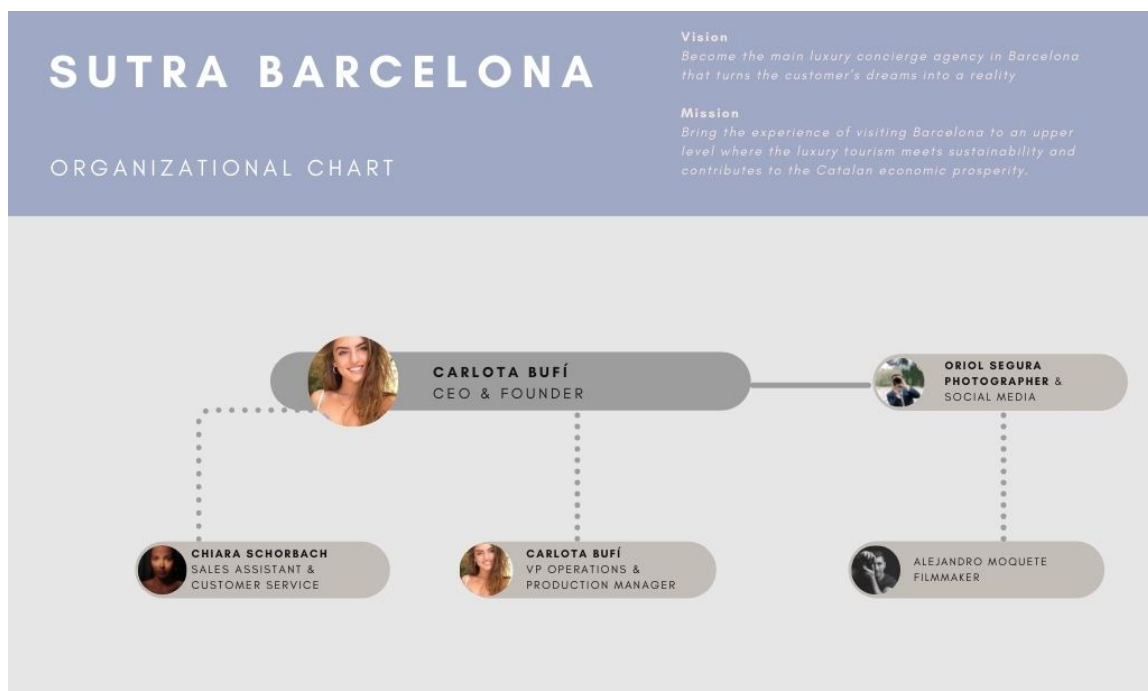 SUTRA BARCELONA
ORGANIZATIONAL CHART
Vision
Become the main luxury concierge agency in Barcelona
that turns the customer's dreams into a reality
Mission
Bring the experience of visiting Barcelona to an upper
level where the luxury tourism meets sustainability and
contributes to the Catalan economic prosperity.
CARLOTA BUFÍ
CEO & FOUNDER
ORIOL SEGURA
PHOTOGRAPHER &
SOCIAL MEDIA
CHIARA SCHORBACH
SALES ASSISTANT &
CUSTOMER SERVICE
CARLOTA BUFÍ
VP OPERATIONS &
PRODUCTION MANAGER
ALEJANDRO MOQUETE
FILMMAKER